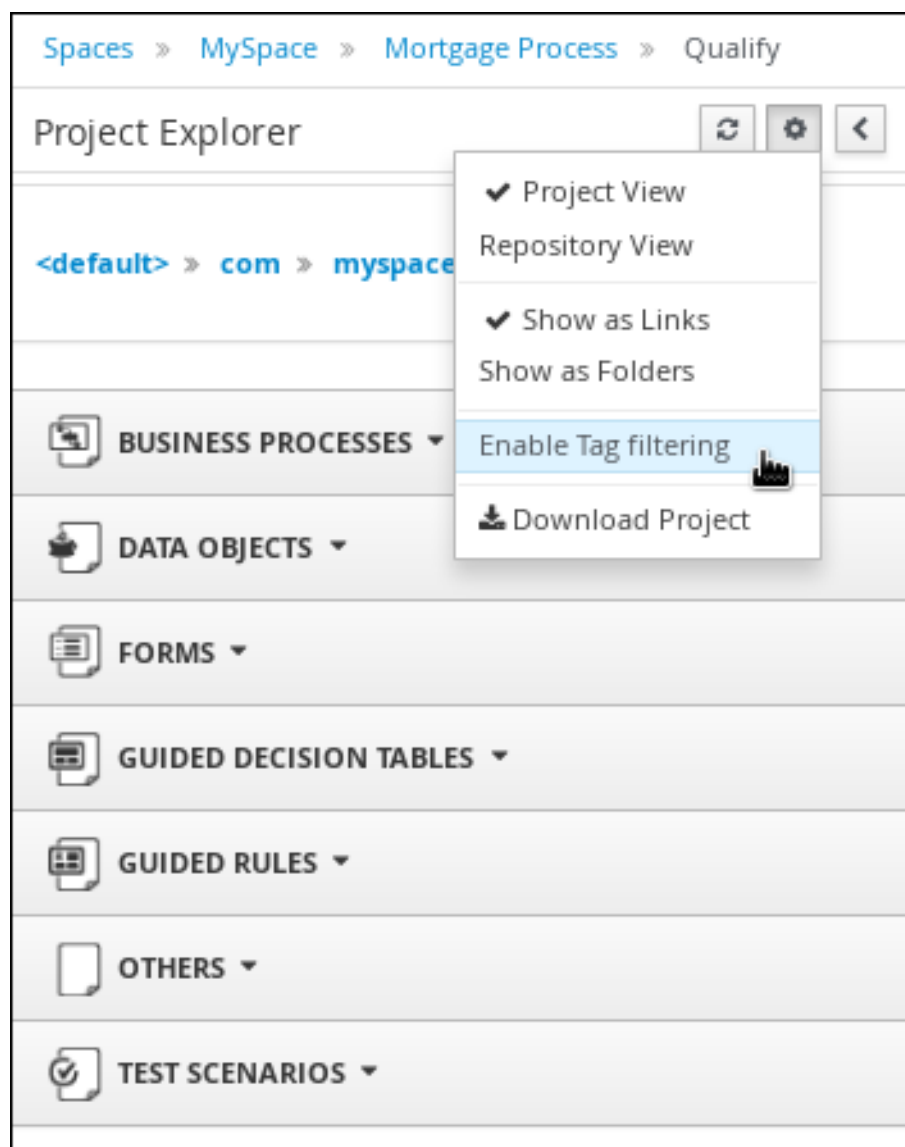 Spaces » MySpace » Mortgage Process » Qualify
Project Explorer
✔ Project View
Repository View
<default> » com » myspace
✔ Show as Links
Show as Folders
BUSINESS PROCESSES
Enable Tag filtering
Download Project
DATA OBJECTS
FORMS
GUIDED DECISION TABLES
GUIDED RULES
OTHERS
TEST SCENARIOS